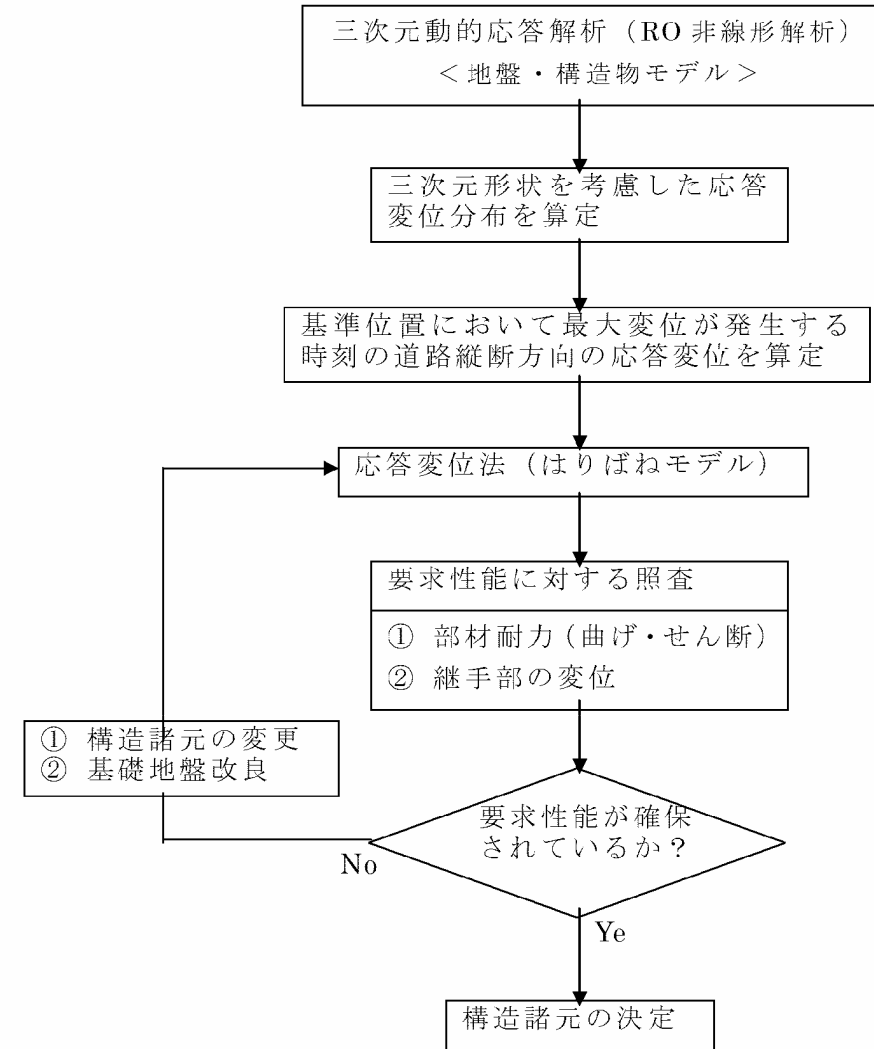 三次元動的応答解析（RO 非線形解析）
＜地盤・構造物モデル＞
三次元形状を考慮した応答
変位分布を算定
基準位置において最大変位が発生する
時刻の道路縦断方向の応答変位を算定
応答変位法（はりばねモデル）
要求性能に対する照査
① 部材耐力（曲げ・せん断）
② 継手部の変位
① 構造諸元の変更
② 基礎地盤改良
要求性能が確保
されているか？
No
Ye
構造諸元の決定